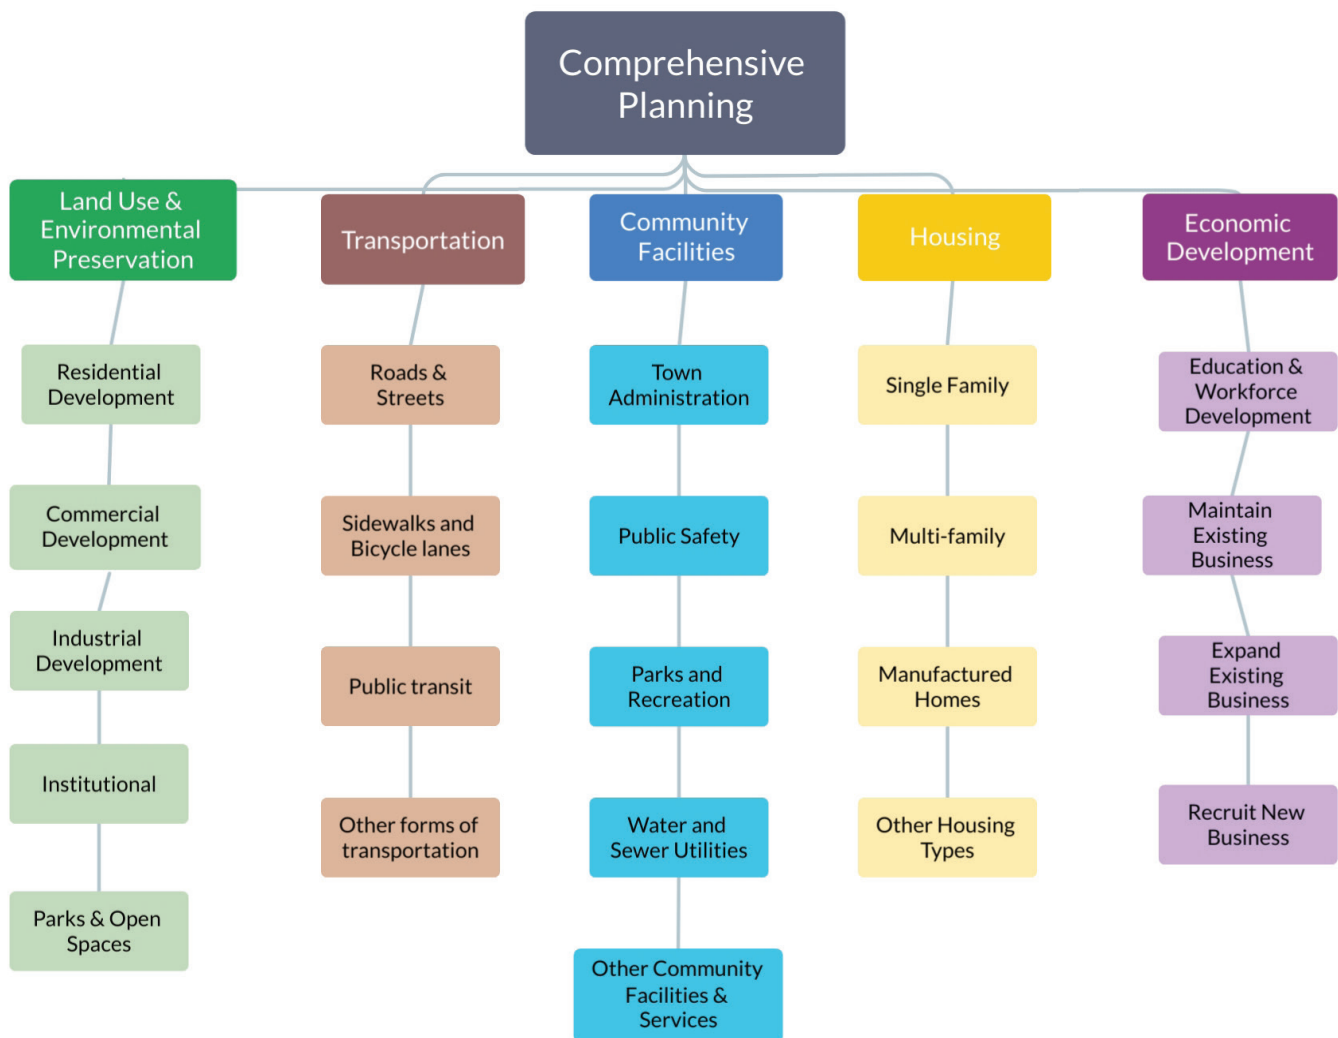 Comprehensive
Planning
Land Use &
Environmental
Preservation
Transportation
Community
Facilities
Housing
Economic
Development
Residential
Development
Commercial
Development
Industrial
Development
Institutional
Parks & Open
Spaces
Roads &
Streets
Sidewalks and
Bicycle lanes
Public transit
Other forms of
transportation
Town
Administration
Public Safety
Parks and
Recreation
Water and
Sewer Utilities
Other Community
Facilities &
Services
Single Family
Multi-family
Manufactured
Homes
Other Housing
Types
Education &
Workforce
Development
Maintain
Existing
Business
Expand
Existing
Business
Recruit New
Business